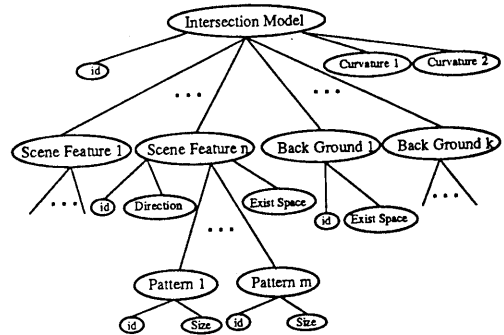 Intersection Model
id
Curvature 1
Curvature 2
. . .
. . .
Scene Feature 1
Scene Feature n
Back Ground 1
Back Ground k
. . .
id
Direction
Exist Space
id
Exist Space
. . .
. . .
Pattern 1
Pattern m
id
Size
id
Size